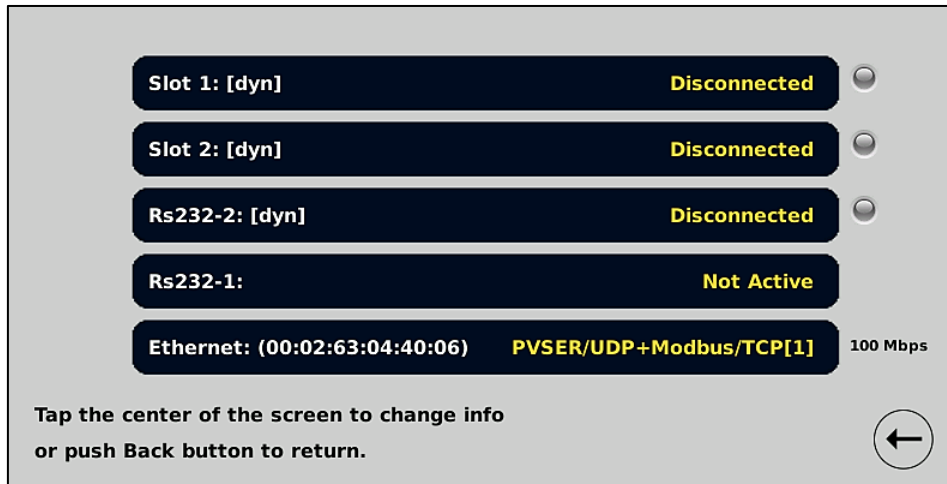 Slot 1: [dyn] Disconnected
Slot 2: [dyn] Disconnected
Rs232-2: [dyn] Disconnected
Rs232-1: Not Active
Ethernet: (00:02:63:04:40:06) PVSER/UDP+Modbus/TCP[1] 100 Mbps
Tap the center of the screen to change info
or push Back button to return.